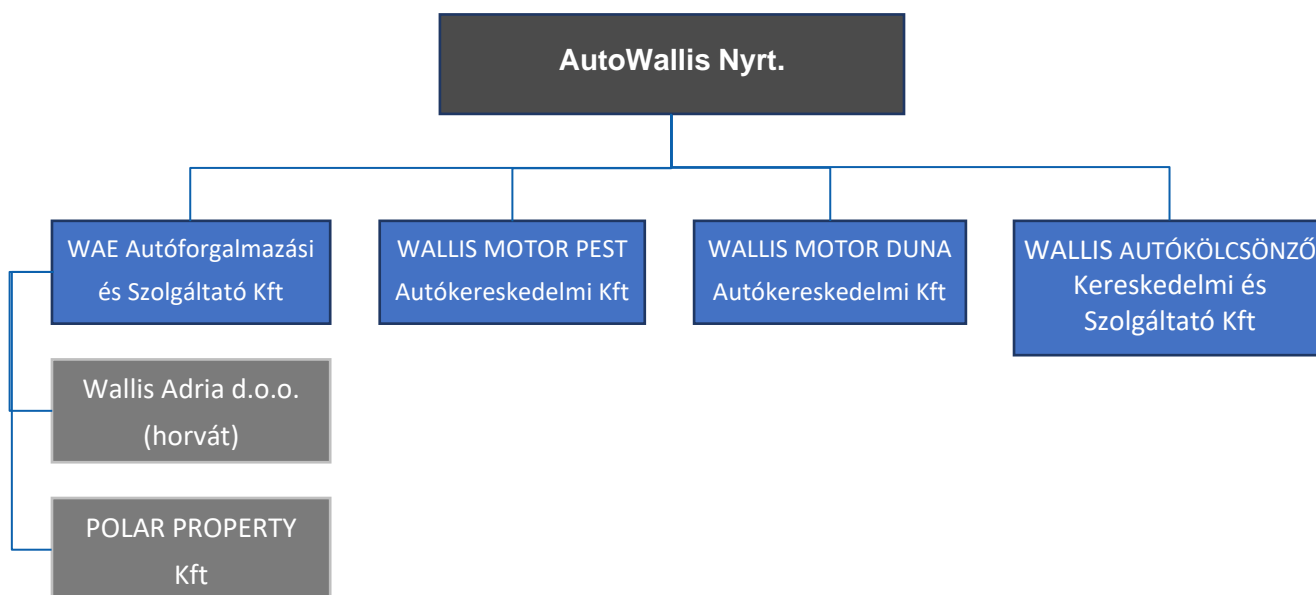 AutoWallis Nyrt.
WAE Autóforgalmazási
és Szolgáltató Kft
WALLIS MOTOR PEST
Autókereskedelmi Kft
WALLIS MOTOR DUNA
Autókereskedelmi Kft
WALLIS AUTÓKÖLCSÖNZŐ
Kereskedelmi és
Szolgáltató Kft
Wallis Adria d.o.o.
(horvát)
POLAR PROPERTY
Kft